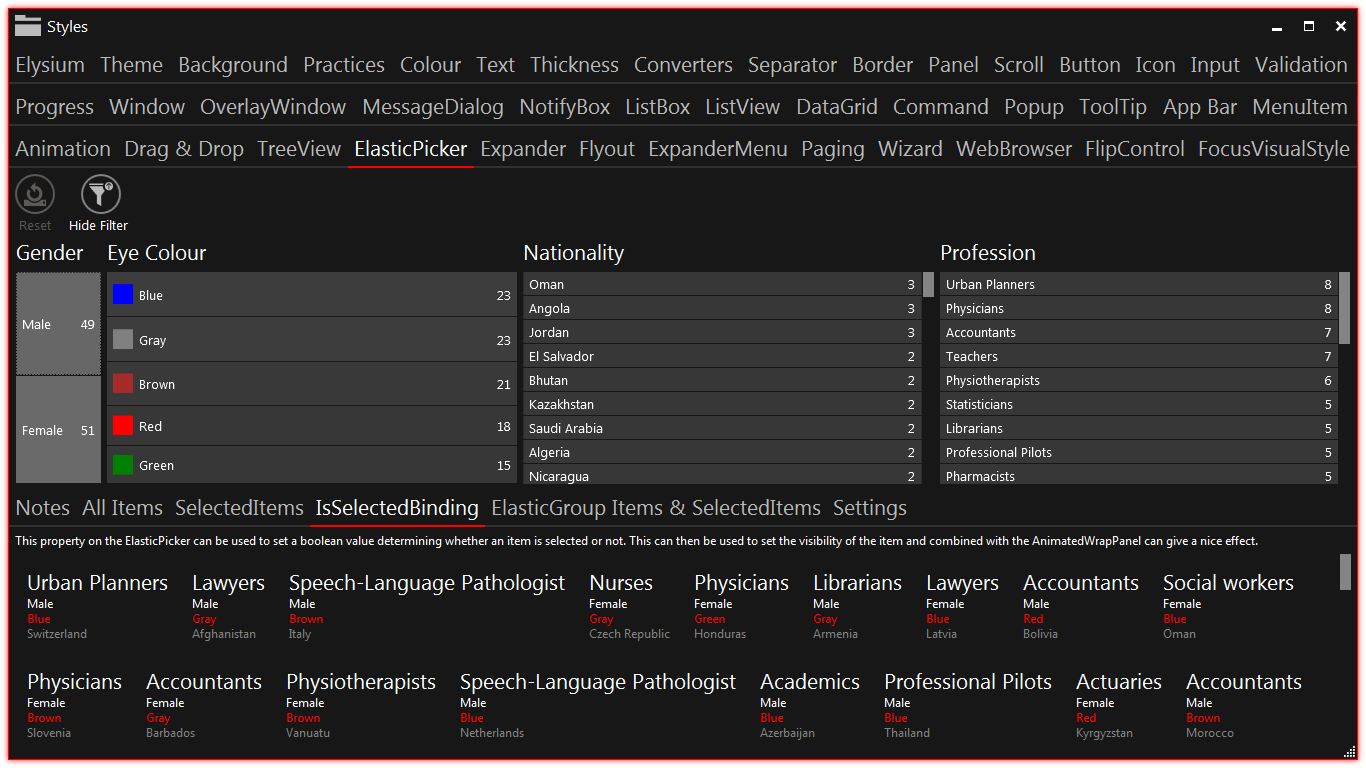 Styles
Elysium Theme Background Practices Colour Text Thickness Converters Separator Border Panel Scroll Button Icon Input Validation
Progress Window OverlayWindow MessageDialog NotifyBox ListBox ListView DataGrid Command Popup ToolTip App Bar MenuItem
Animation Drag & Drop TreeView ElasticPicker Expander Flyout ExpanderMenu Paging Wizard WebBrowser FlipControl FocusVisualStyle
Reset Hide Filter
Gender Eye Colour Nationality Profession
Male 49
Female 51
Blue 23
Gray 23
Brown 21
Red 18
Green 15
Oman 3
Angola 3
Jordan 3
El Salvador 2
Bhutan 2
Kazakhstan 2
Saudi Arabia 2
Algeria 2
Nicaragua 2
Urban Planners 8
Physicians 8
Accountants 7
Teachers 7
Physiotherapists 6
Statisticians 5
Librarians 5
Professional Pilots 5
Pharmacists 5
Notes All Items SelectedItems IsSelectedBinding ElasticGroup Items & SelectedItems Settings
This property on the ElasticPicker can be used to set a boolean value determining whether an item is selected or not. This can then be used to set the visibility of the item and combined with the AnimatedWrapPanel can give a nice effect.
Urban Planners Lawyers Speech-Language Pathologist Nurses Physicians Librarians Lawyers Accountants Social workers
Male Male Male Female Female Male Female Male Female
Blue Gray Brown Gray Green Gray Blue Red Blue
Switzerland Afghanistan Italy Czech Republic Honduras Armenia Latvia Bolivia Oman
Physicians Accountants Physiotherapists Speech-Language Pathologist Academics Professional Pilots Actuaries Accountants
Female Female Female Male Male Male Female Male
Brown Gray Brown Blue Blue Blue Red Brown
Slovenia Barbados Vanuatu Netherlands Azerbaijan Thailand Kyrgyzstan Morocco